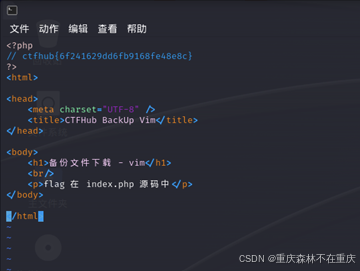 文件 动作 编辑 查看 帮助
<?php
// ctfhub{6f241629dd6fb9168fe48e8c}
?>
<html>
<head>
<meta charset="UTF-8" />
<title>CTFHub BackUp Vim</title>
</head>
<body>
<h1>备份文件下载 - vim</h1>
<br/>
<p>flag 在 index.php 源码中</p>
</body>
</html>
~
~
~
~
CSDN @重庆森林不在重庆